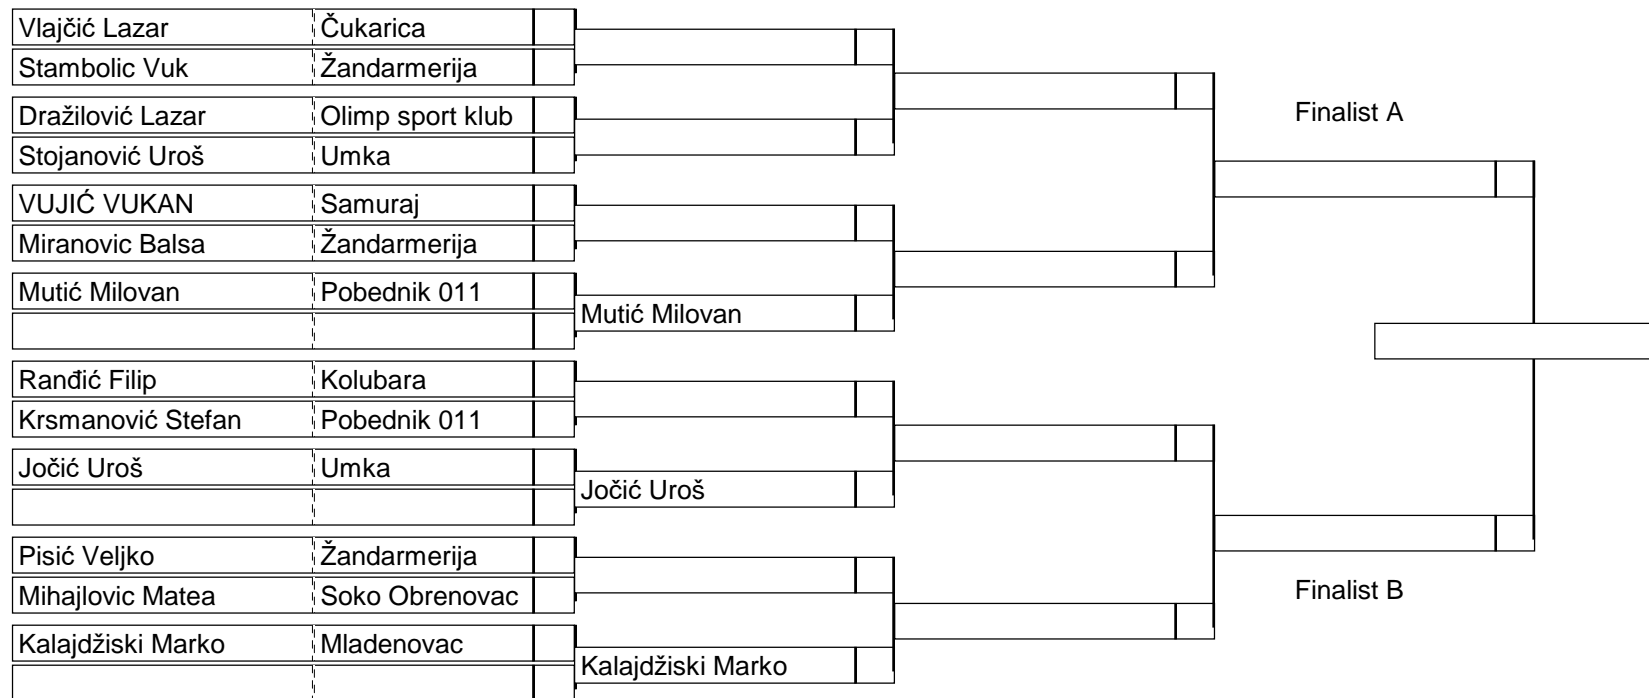 Vlajčić Lazar Čukarica
Stambolic Vuk Žandarmerija
Dražilović Lazar Olimp sport klub
Finalist A
Stojanović Uroš Umka
VUJIĆ VUKAN Samuraj
Miranovic Balsa Žandarmerija
Mutić Milovan Pobednik 011
Mutić Milovan
Ranđić Filip Kolubara
Krsmanović Stefan Pobednik 011
Jočić Uroš Umka
Jočić Uroš
Pisić Veljko Žandarmerija
Mihajlovic Matea Soko Obrenovac
Finalist B
Kalajdžiski Marko Mladenovac
Kalajdžiski Marko